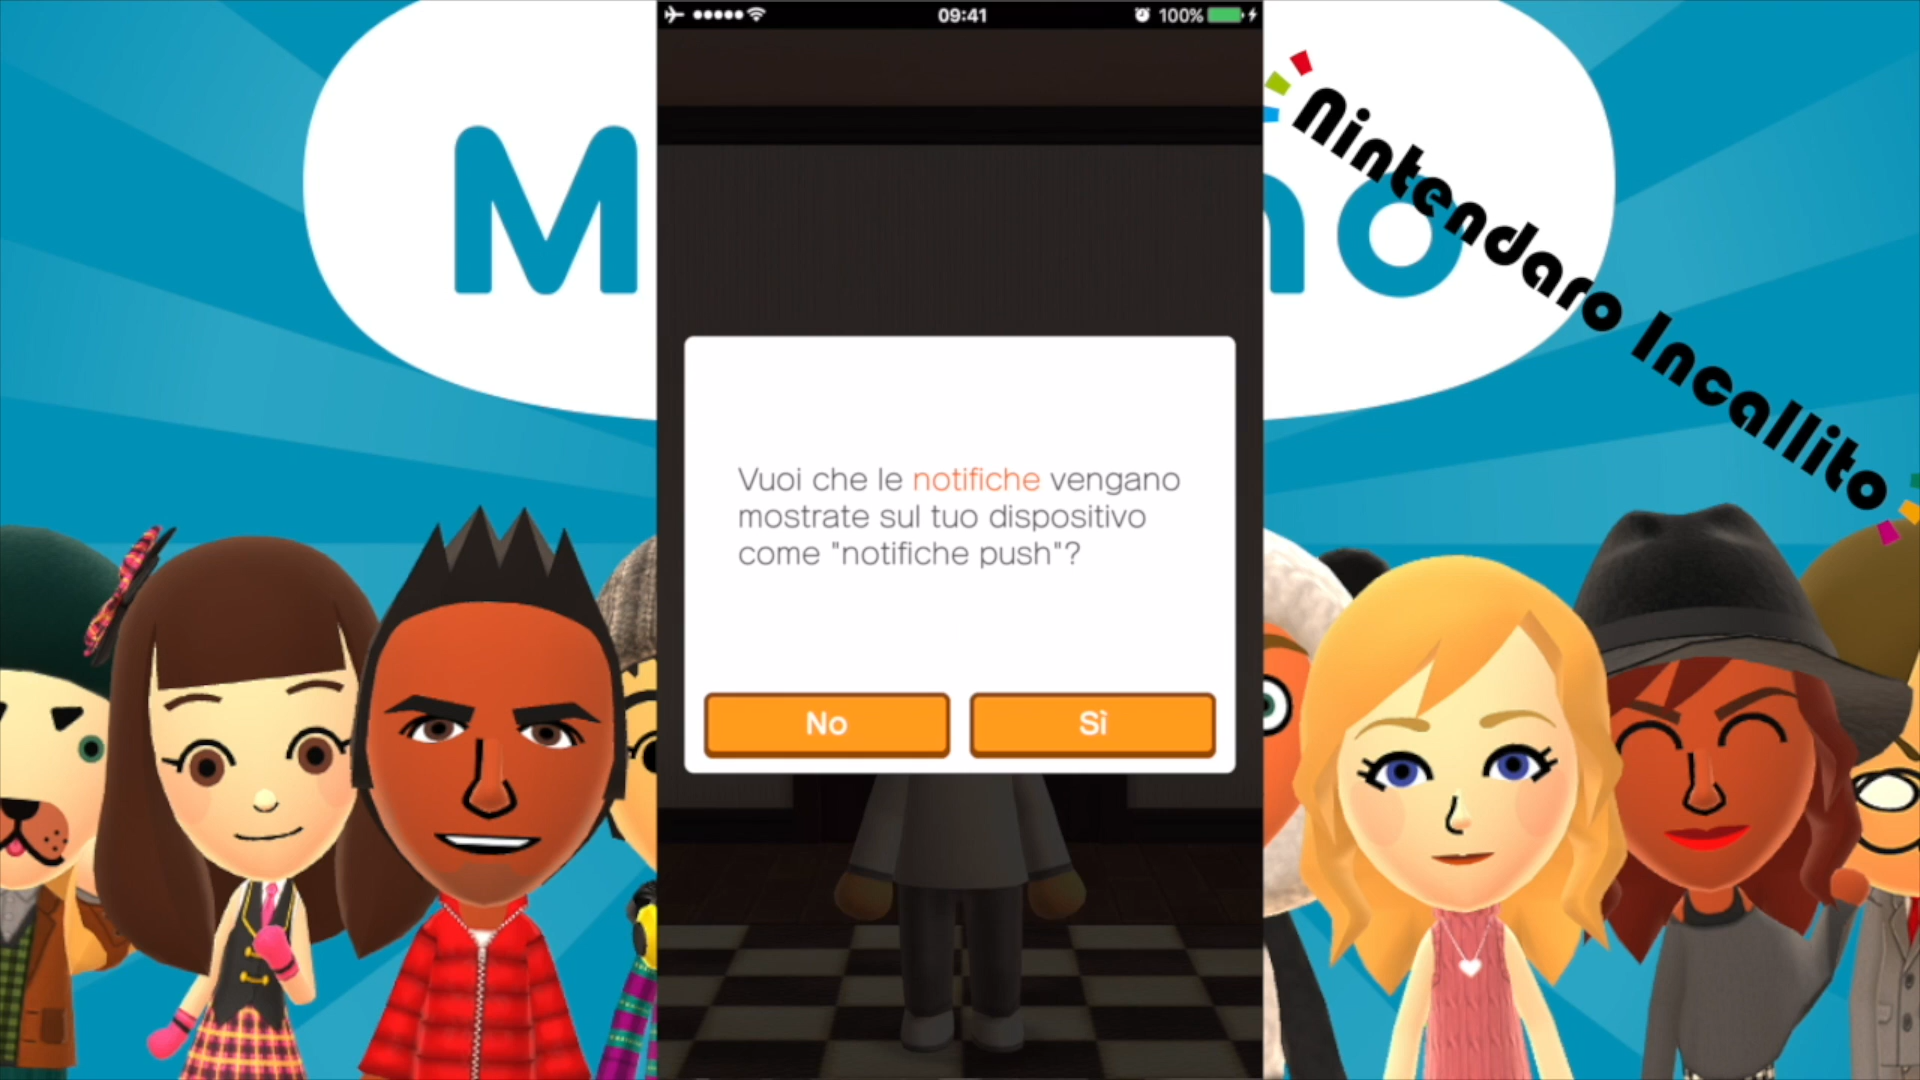 09:41
100%
M
no
Nintendaro Incallito
Vuoi che le notifiche vengano
mostrate sul tuo dispositivo
come "notifiche push"?
No
Sì